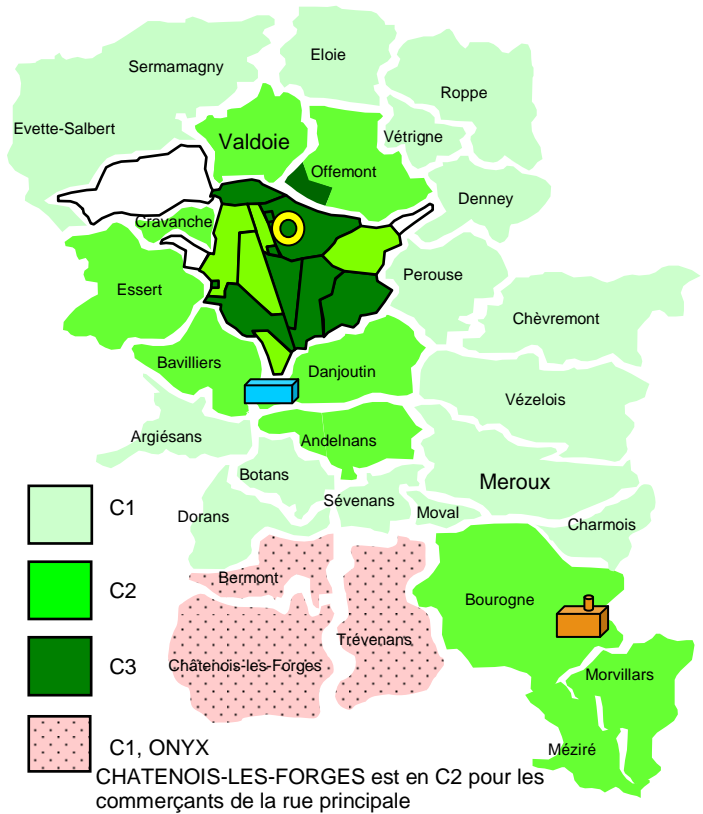 Eloie
Sermamagny
Roppe
Evette-Salbert
Valdoie
Vétrigne
Offemont
Denney
Cravanche
Perouse
Essert
Chèvremont
Bavilliers
Danjoutin
Vézelois
Argiésans
Andelnans
Botans
Meroux
C1
Sévenans
Moval
Dorans
Charmois
C2
Bermont
Bourogne
Trévenans
C3
Châtenois-les-Forges
Morvillars
C1, ONYX
Méziré
CHATENOIS-LES-FORGES est en C2 pour les
commerçants de la rue principale